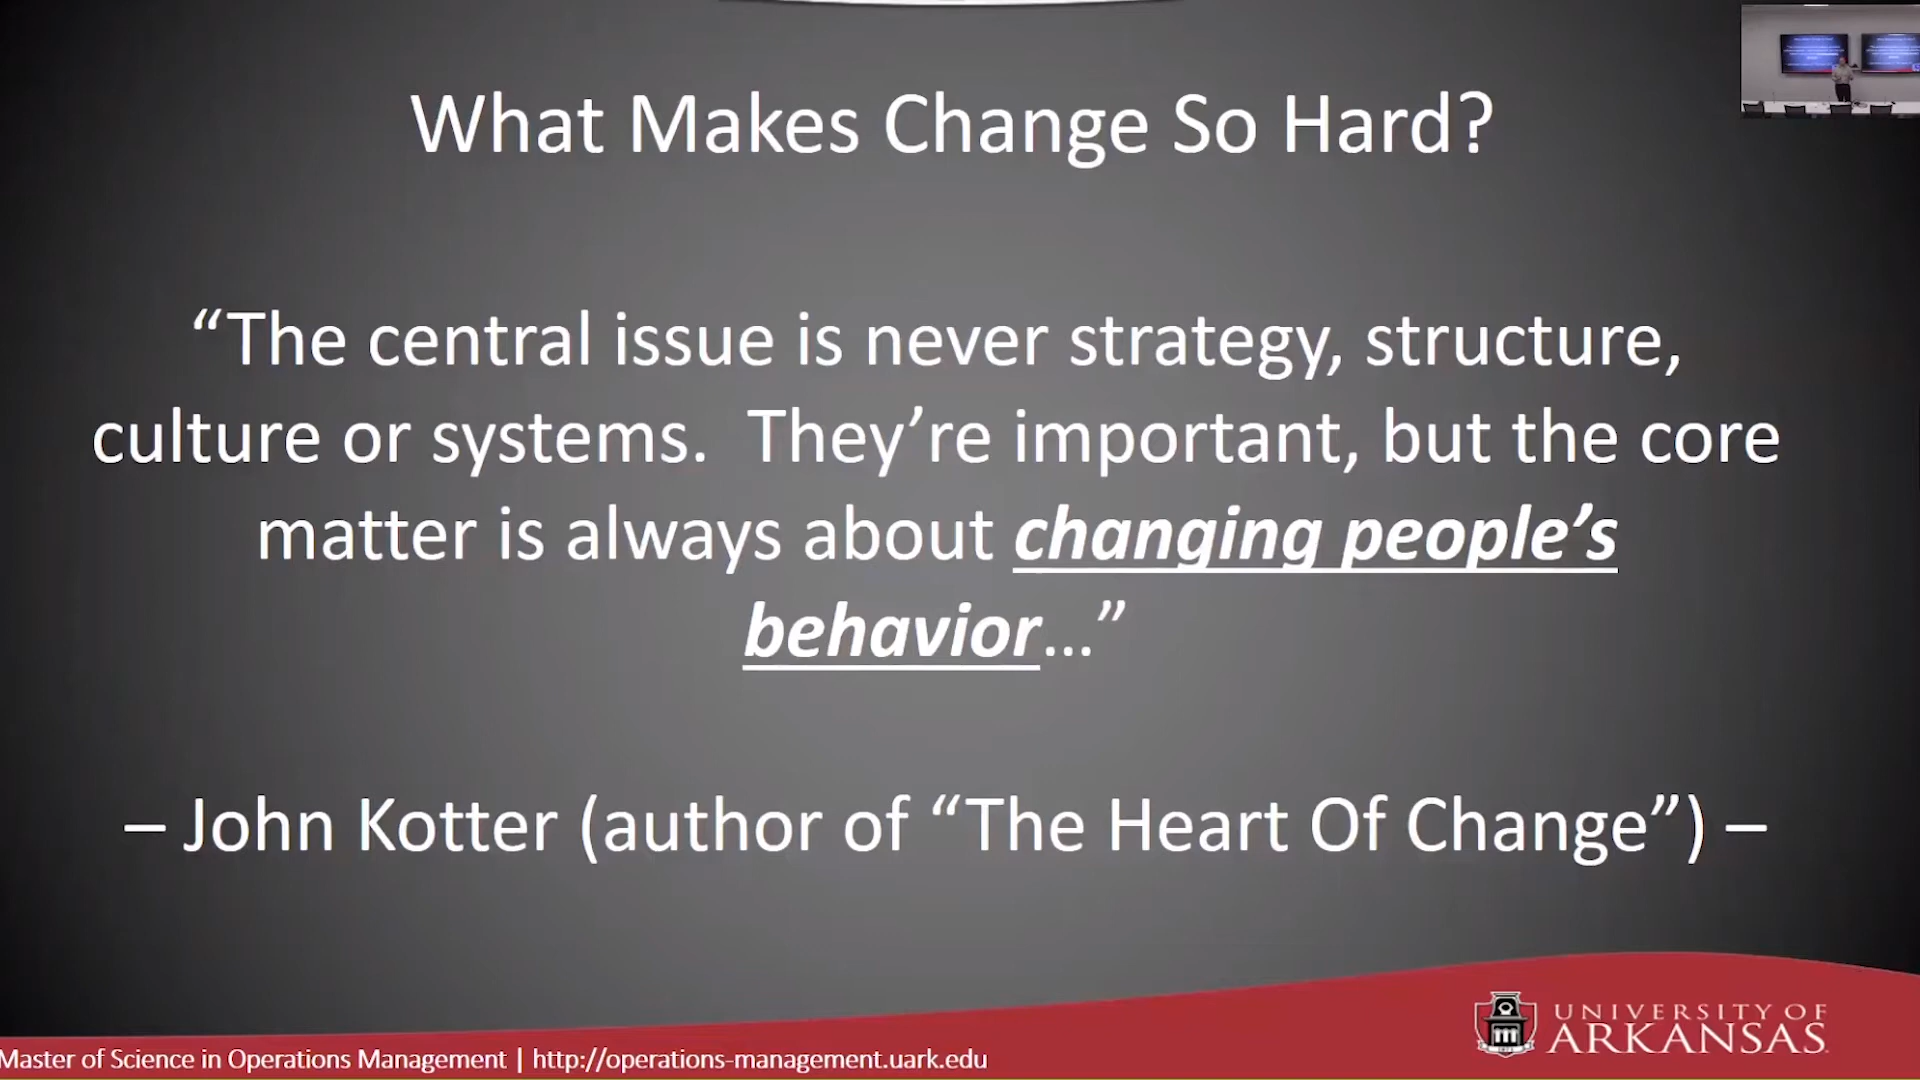 What Makes Change So Hard?
“The central issue is never strategy, structure,
culture or systems.  They’re important, but the core
matter is always about changing people’s
behavior…”
– John Kotter (author of “The Heart Of Change”) –
UNIVERSITY OF
ARKANSAS
Master of Science in Operations Management | http://operations-management.uark.edu